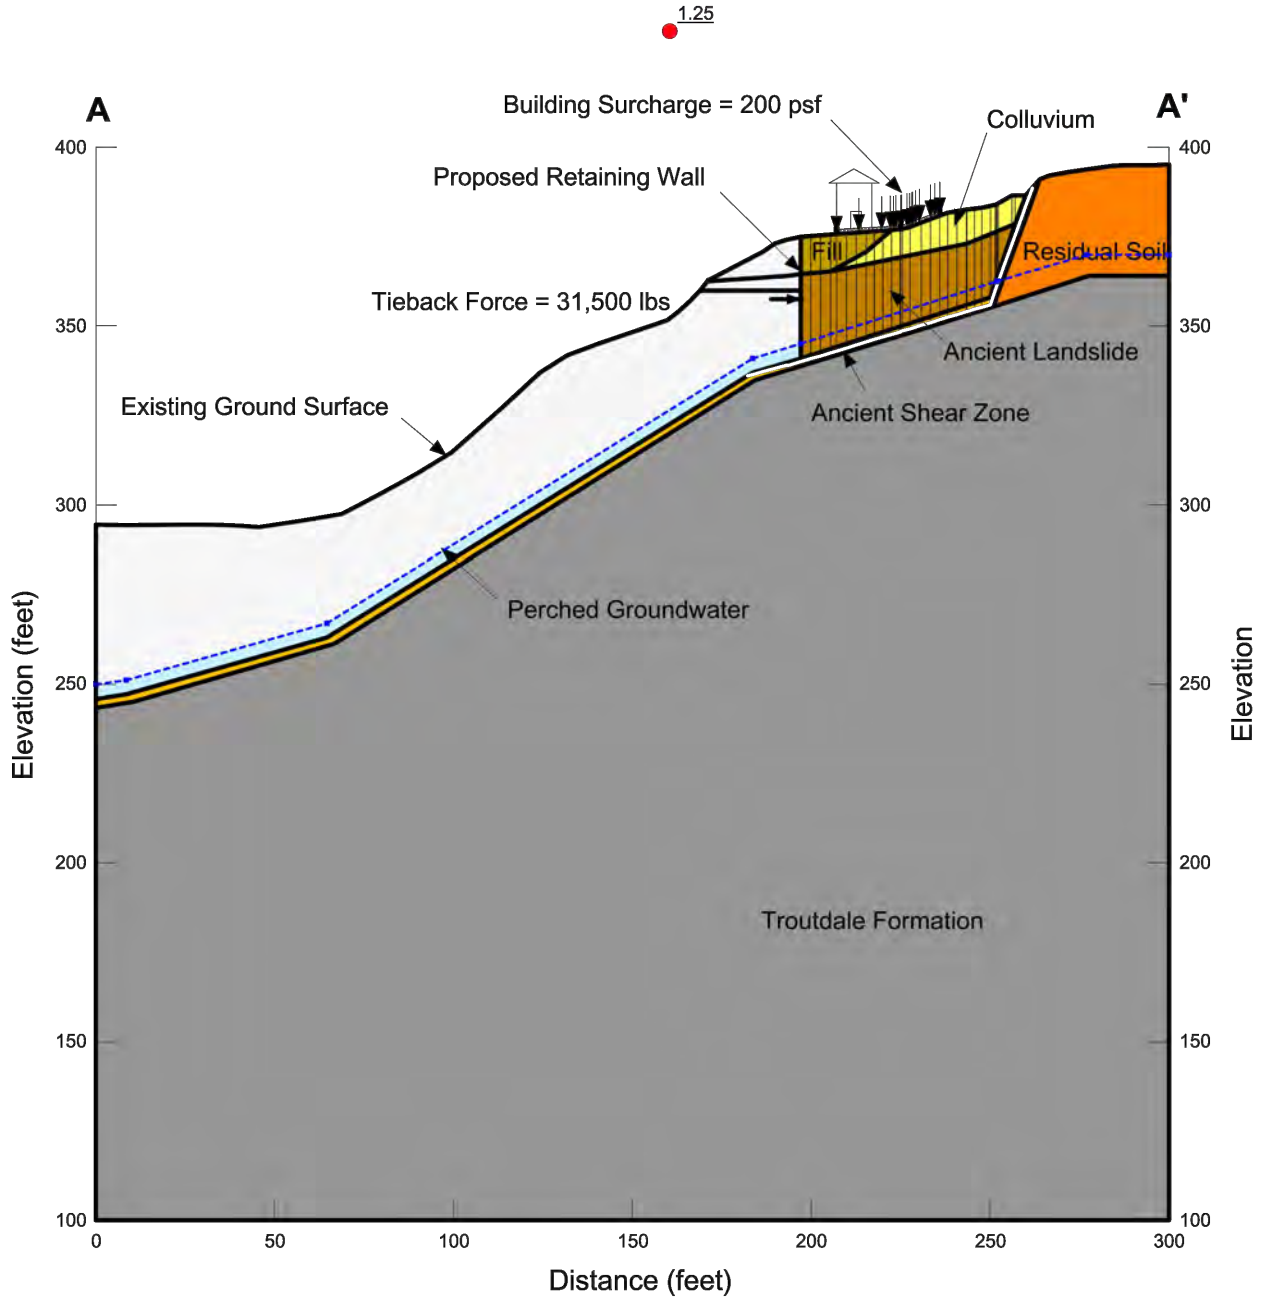 1.25
A
A'
Building Surcharge = 200 psf
Colluvium
400
400
Proposed Retaining Wall
Fill
Residual Soil
Tieback Force = 31,500 lbs
350
350
Ancient Landslide
Existing Ground Surface
Ancient Shear Zone
300
300
Perched Groundwater
Elevation (feet)
Elevation
250
250
200
200
Troutdale Formation
150
150
100
100
0
50
100
150
200
250
300
Distance (feet)